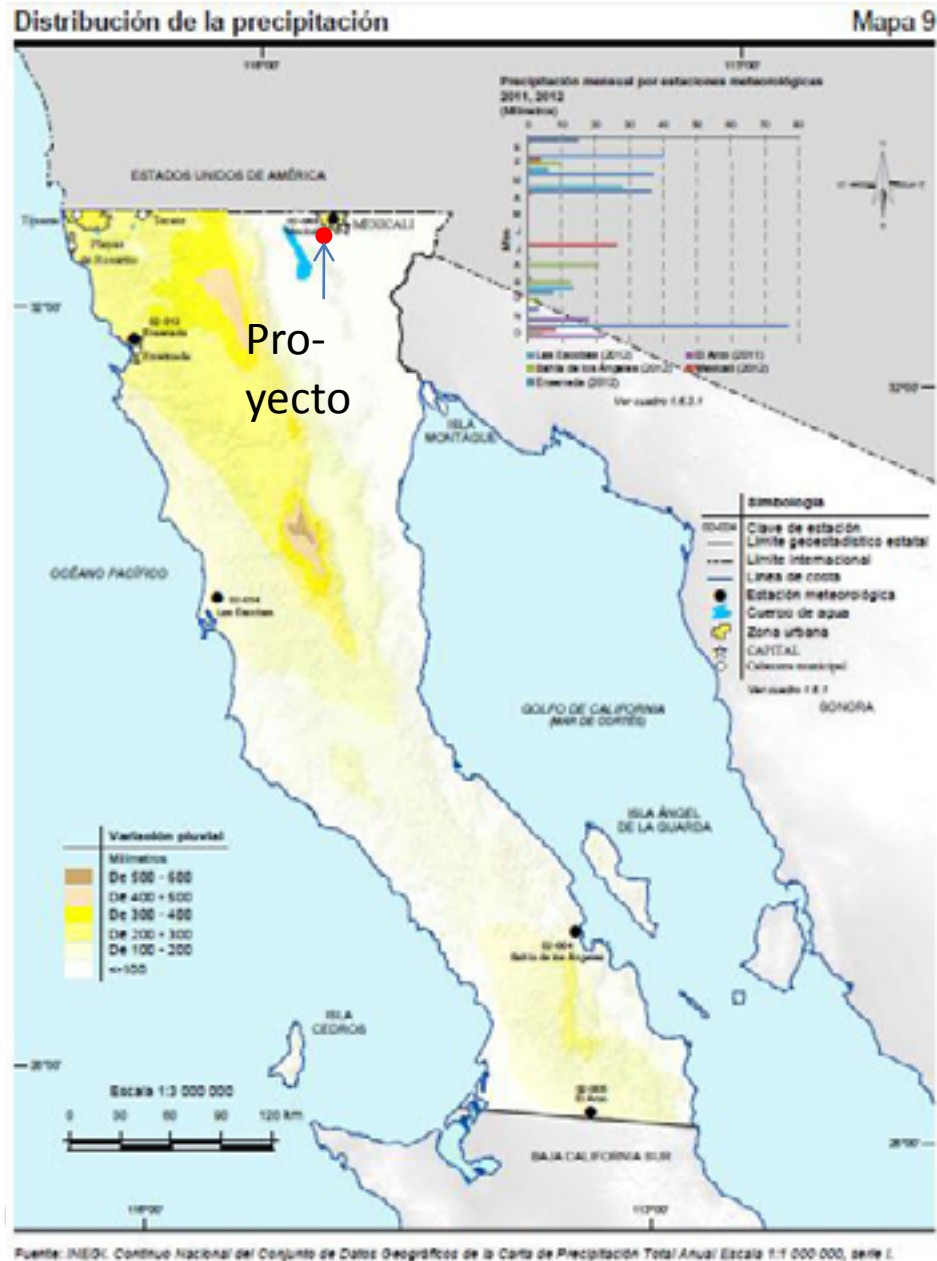 Distribución de la precipitación
Mapa 9
Precipitación mensual por estaciones meteorológicas
2011, 2012
(Milímetros)
0 10 20 30 40 50 60 80
ESTADOS UNIDOS DE AMÉRICA
Tijuana
Tecate
MEXICALI
Playas
de Rosarito
32°00'
Ensenada
Ensenada
Pro-
yecto
Las Escobas (2012)
El Arco (2011)
Bahía de los Ángeles (2012)
Mexicali (2012)
Ensenada (2012)
32°00'
ISLA
MONTAGUE
Simbología
Clave de estación
Límite geoestadístico estatal
Límite internacional
Línea de costa
Estación meteorológica
Cuerpo de agua
Zona urbana
CAPITAL
Cabecera municipal
OCÉANO PACÍFICO
Las Escobas
SONORA
GOLFO DE CALIFORNIA
(MAR DE CORTÉS)
ISLA ÁNGEL
DE LA GUARDA
Variación pluvial
Milímetros
De 500 - 600
De 400 - 500
De 300 - 400
De 200 - 300
De 100 - 200
<=100
Bahía de los Ángeles
ISLA
CEDROS
El Arco
Escala 1:3 000 000
0 30 60 90 120 km
BAJA CALIFORNIA SUR
113°00'
Fuente: INEGI. Continuo Nacional del Conjunto de Datos Geográficos de la Carta de Precipitación Total Anual Escala 1:1 000 000, serie I.